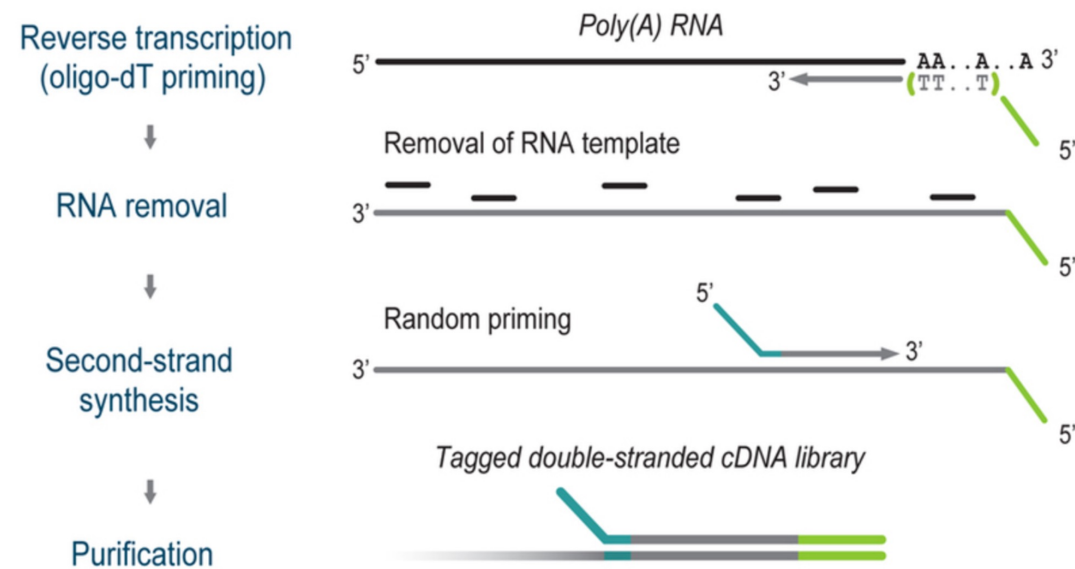 Reverse transcription
(oligo-dT priming)
Poly(A) RNA
5’
AA..A..A 3’
3’
(TT..T)
5’
Removal of RNA template
RNA removal
3’
5’
Random priming
5’
3’
Second-strand
synthesis
3’
5’
Tagged double-stranded cDNA library
Purification